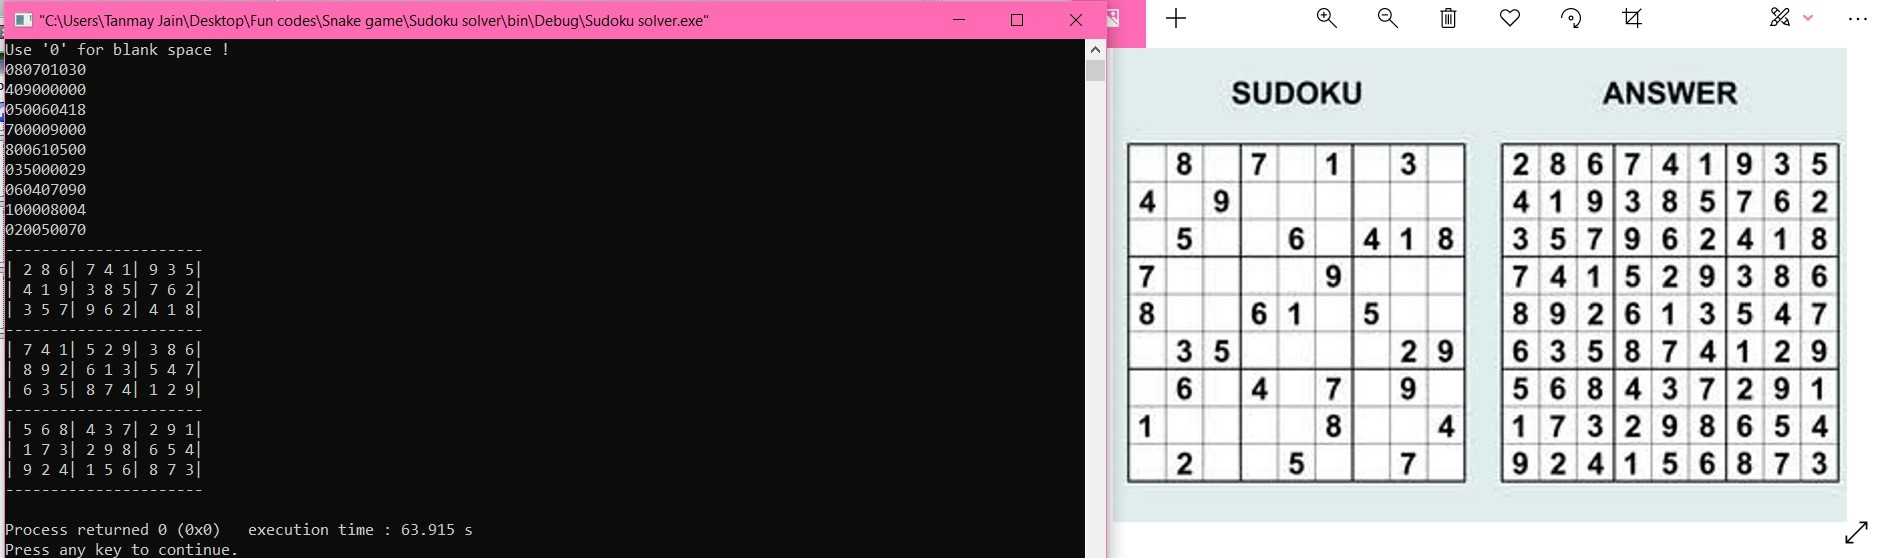 "C:\Users\Tanmay Jain\Desktop\Fun codes\Snake game\Sudoku solver\bin\Debug\Sudoku solver.exe"
Use '0' for blank space !
080701030
409000000
050060418
700009000
800610500
035000029
060407090
100008004
020050070
----------------------
| 2 8 6| 7 4 1| 9 3 5|
| 4 1 9| 3 8 5| 7 6 2|
| 3 5 7| 9 6 2| 4 1 8|
----------------------
| 7 4 1| 5 2 9| 3 8 6|
| 8 9 2| 6 1 3| 5 4 7|
| 6 3 5| 8 7 4| 1 2 9|
----------------------
| 5 6 8| 4 3 7| 2 9 1|
| 1 7 3| 2 9 8| 6 5 4|
| 9 2 4| 1 5 6| 8 7 3|
----------------------
Process returned 0 (0x0)   execution time : 63.915 s
Press any key to continue.
SUDOKU
8 7 1 3
4 9
5 6 4 1 8
7 9
8 6 1 5
3 5 2 9
6 4 7 9
1 8 4
2 5 7
ANSWER
2 8 6 7 4 1 9 3 5
4 1 9 3 8 5 7 6 2
3 5 7 9 6 2 4 1 8
7 4 1 5 2 9 3 8 6
8 9 2 6 1 3 5 4 7
6 3 5 8 7 4 1 2 9
5 6 8 4 3 7 2 9 1
1 7 3 2 9 8 6 5 4
9 2 4 1 5 6 8 7 3